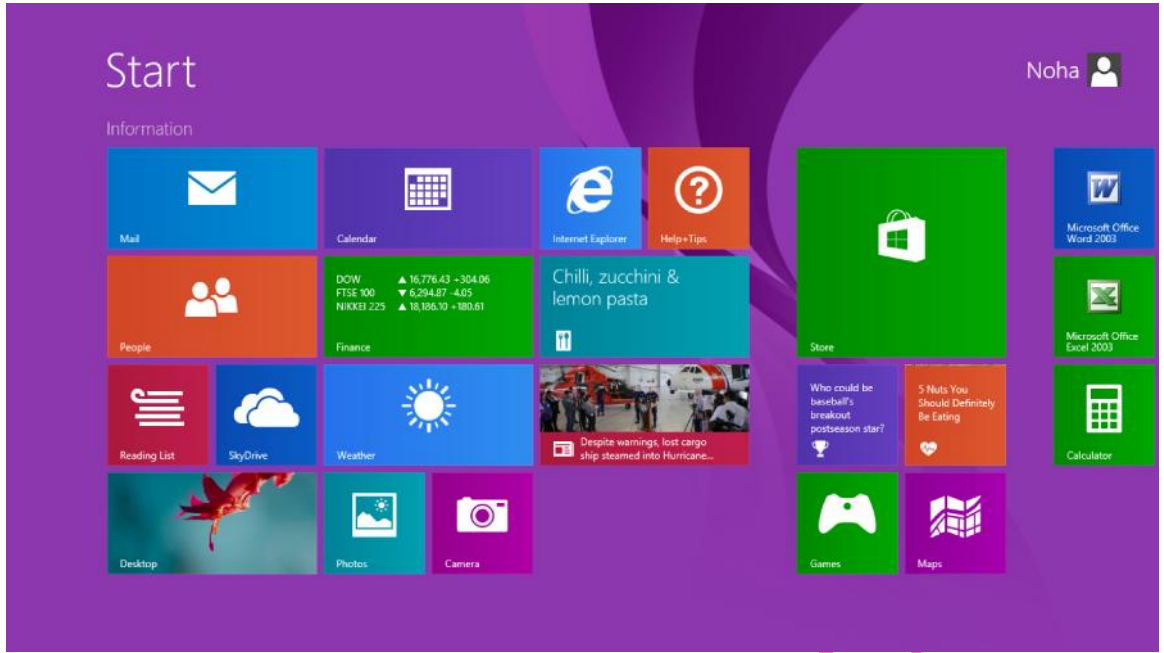 Start
Noha
Information
Mail
Calendar
Internet Explorer
Help+Tips
Store
Microsoft Office
Word 2003
People
DOW ▲ 16,776.43 +304.06
FTSE 100 ▼ 6,294.87 -4.05
NIKKEI 225 ▲ 18,186.10 +180.61
Finance
Chilli, zucchini &
lemon pasta
Microsoft Office
Excel 2003
Reading List
SkyDrive
Weather
Despite warnings, lost cargo
ship steamed into Hurricane...
Who could be
baseball's
breakout
postseason star?
5 Nuts You
Should Definitely
Be Eating
Calculator
Desktop
Photos
Camera
Games
Maps